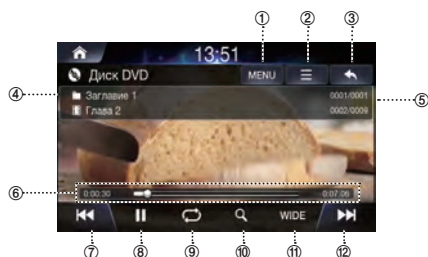 ① ② ③
13:51
Диск DVD MENU
④ Заглавие 1 0001/0001 ⑤
Глава 2 0002/0009
⑥ 0:00:30 0:07:06
WIDE
⑦ ⑧ ⑨ ⑩ ⑪ ⑫